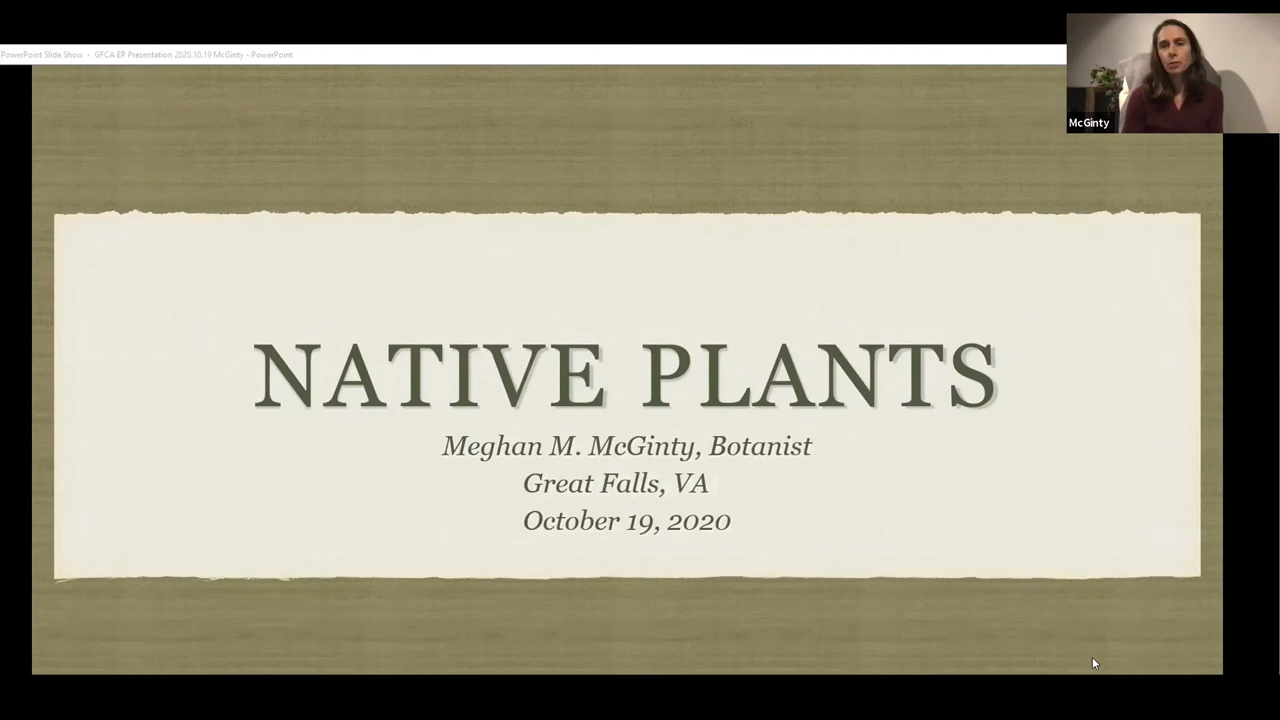 PowerPoint Slide Show - GFCA EP Presentation 2020.10.19 McGinty - PowerPoint
McGinty
NATIVE PLANTS
Meghan M. McGinty, Botanist
Great Falls, VA
October 19, 2020